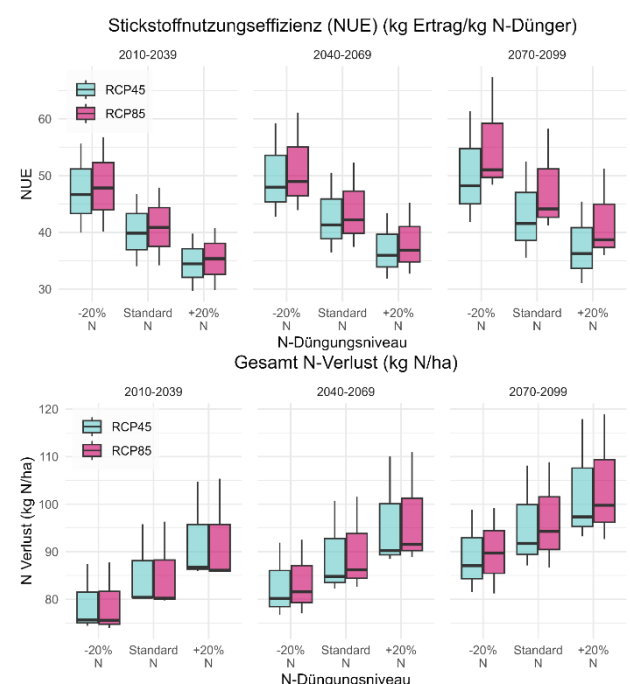 Stickstoffnutzungseffizienz (NUE) (kg Ertrag/kg N-Dünger)
2010-2039 2040-2069 2070-2099
RCP45
RCP85
NUE
60
50
40
30
-20% Standard +20% -20% Standard +20% -20% Standard +20%
N N N N N N N N N
N-Düngungsniveau
Gesamt N-Verlust (kg N/ha)
2010-2039 2040-2069 2070-2099
RCP45
RCP85
N Verlust (kg N/ha)
120
110
100
90
80
-20% Standard +20% -20% Standard +20% -20% Standard +20%
N N N N N N N N N
N-Düngungsniveau